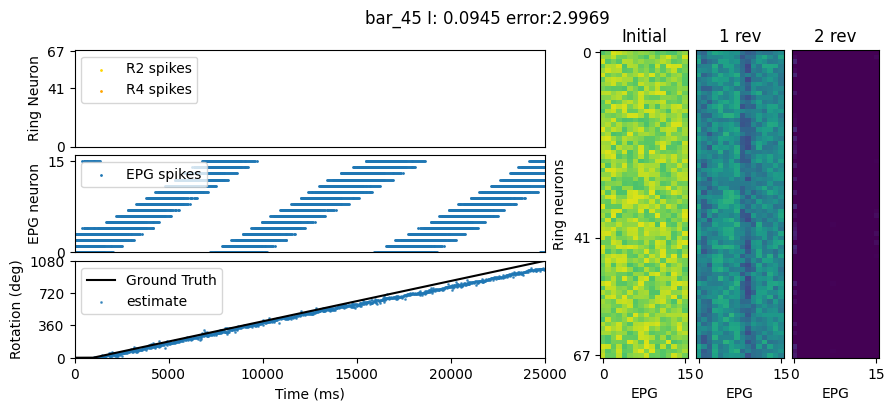 bar_45 I: 0.0945 error:2.9969
67
41
0
Ring Neuron
R2 spikes
R4 spikes
15
0
EPG neuron
EPG spikes
1080
720
360
0
Rotation (deg)
Ground Truth
estimate
0
5000
10000
15000
20000
25000
Time (ms)
Initial
1 rev
2 rev
0
41
67
Ring neurons
0
15
0
15
0
15
EPG
EPG
EPG